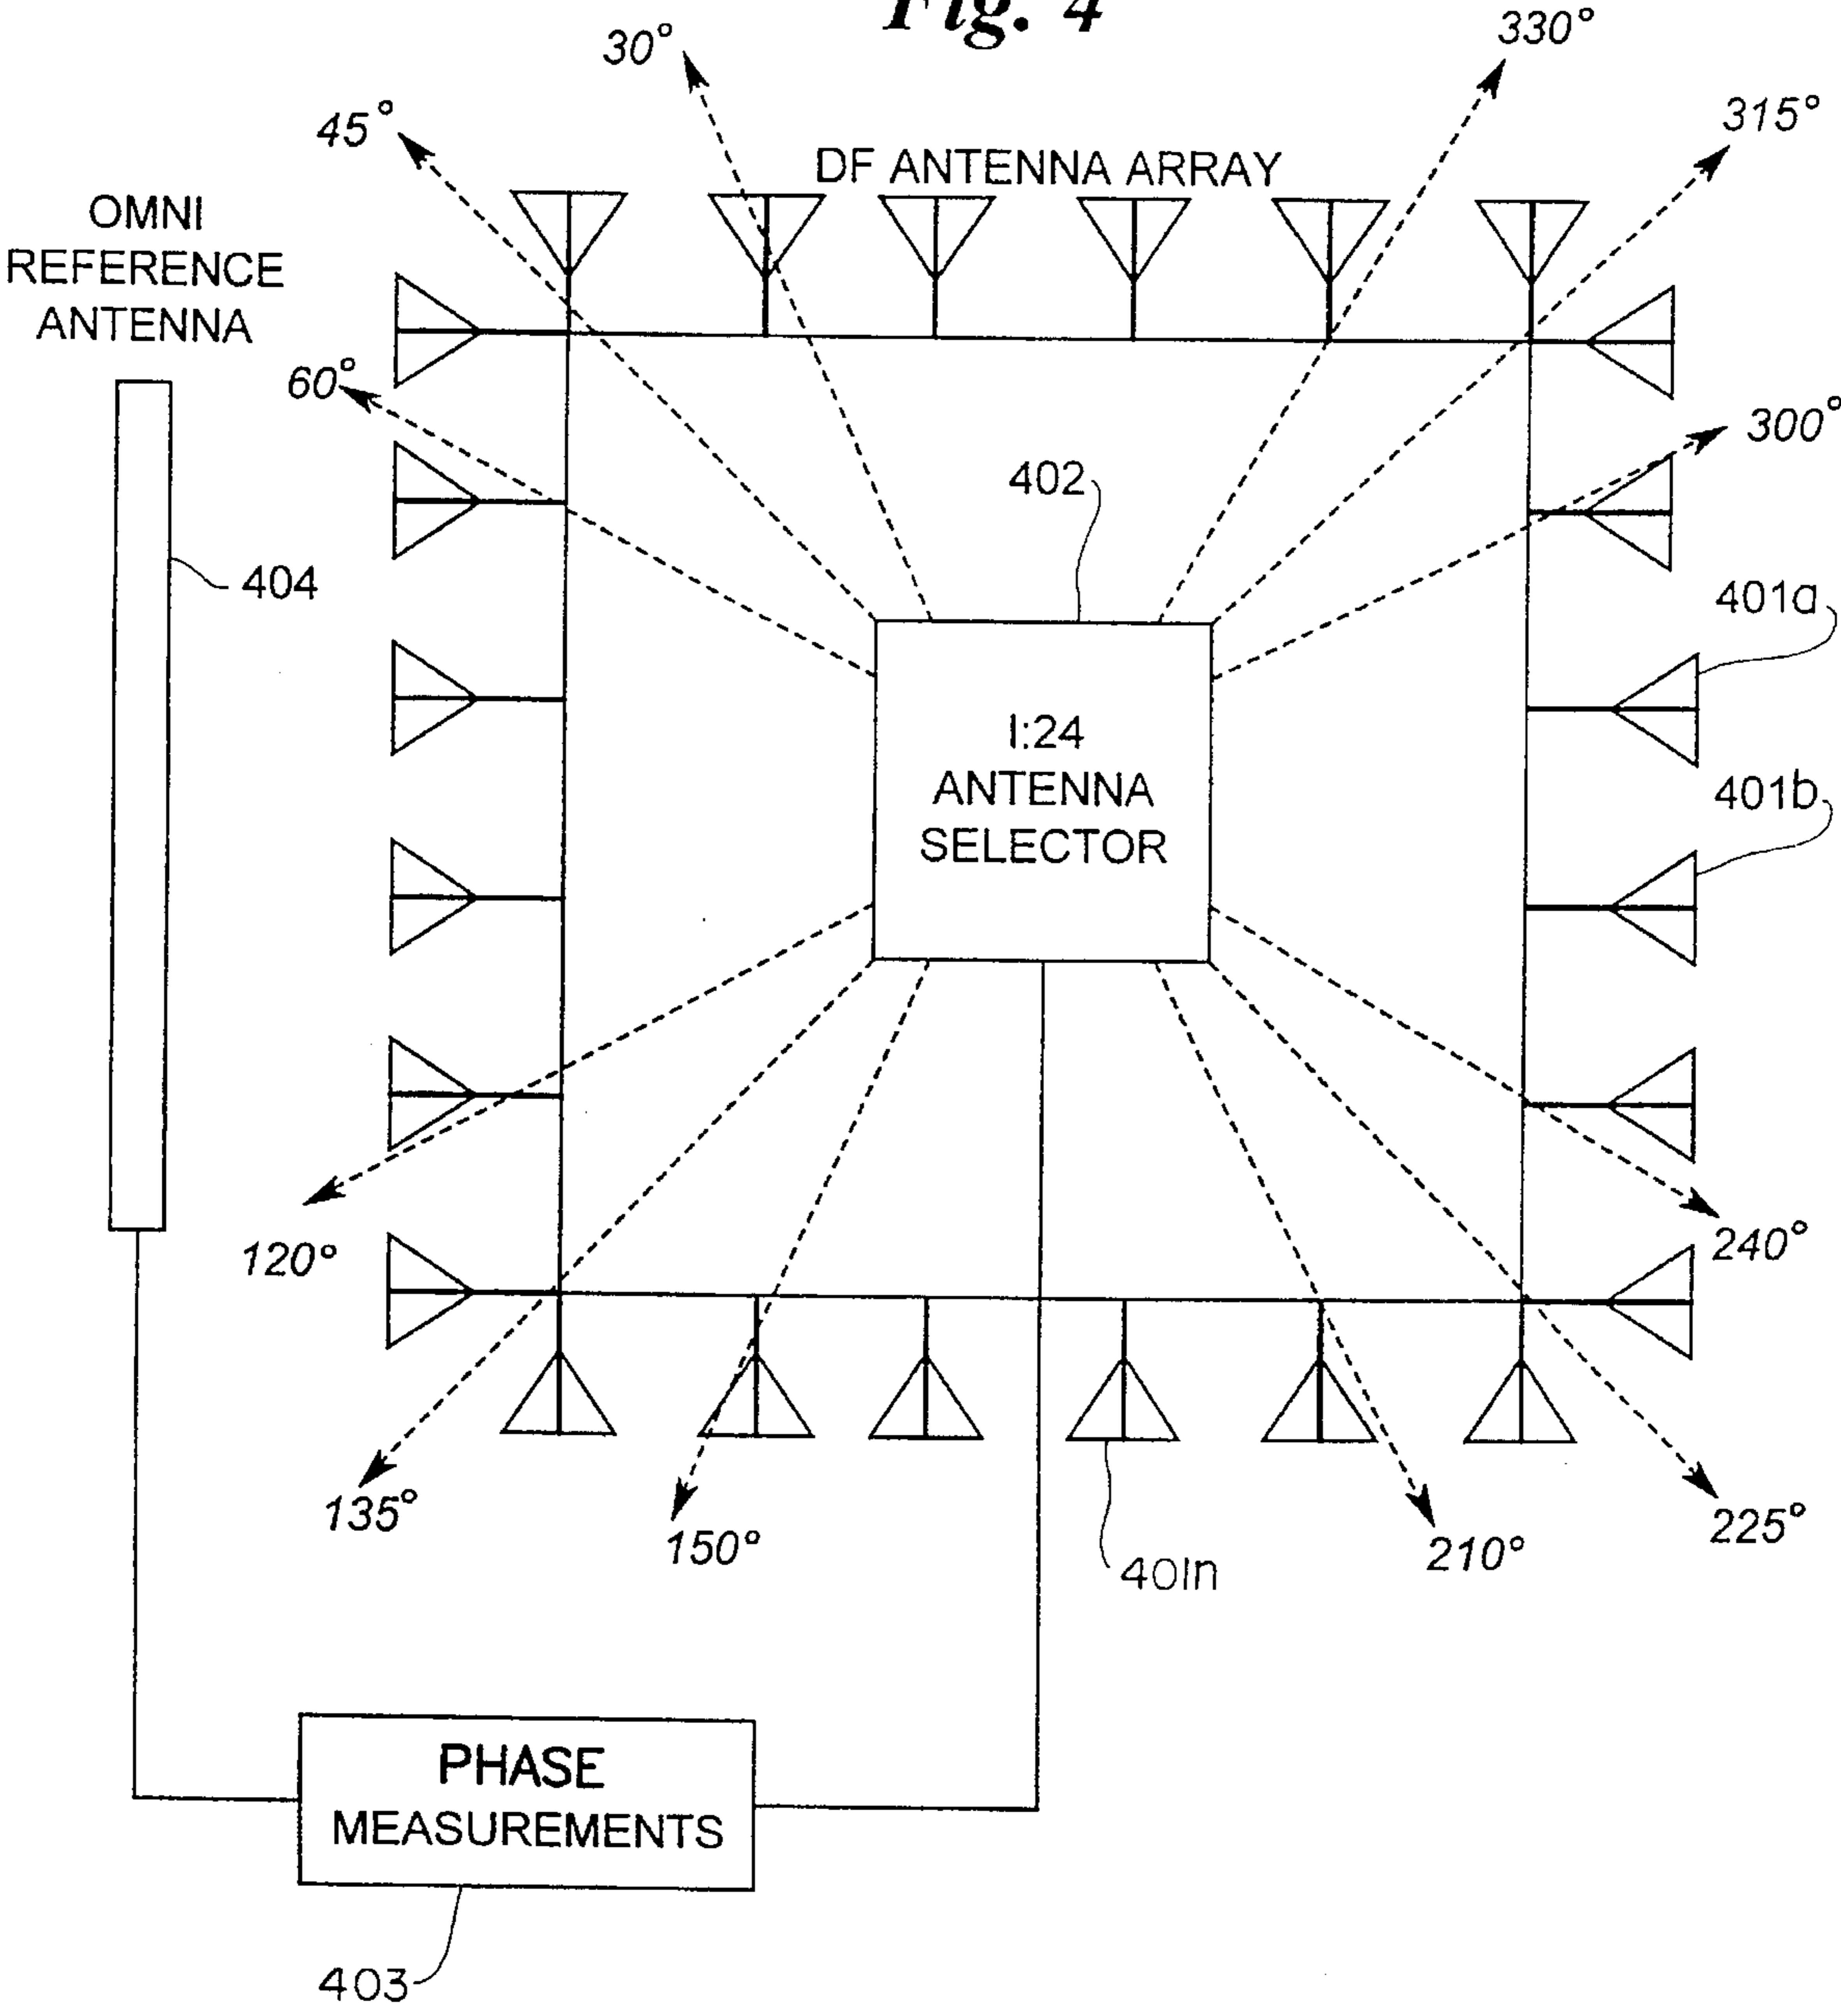 Fig. 4
30°
330°
45°
315°
DF ANTENNA ARRAY
OMNI
REFERENCE
ANTENNA
60°
300°
402
404
401a
I:24
ANTENNA
SELECTOR
401b
120°
240°
135°
150°
401n
210°
225°
PHASE
MEASUREMENTS
403